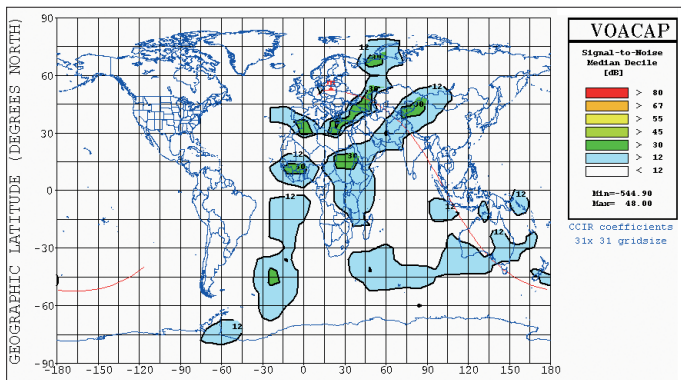 GEOGRAPHIC LATITUDE (DEGREES NORTH)
90
60
30
0
-30
-60
-90
-180 -150 -120 -90 -60 -30 0 30 60 90 120 150 180
12
12
30
30
12
30
12
30
12
12
12
12
12
12
VOACAP
Signal-to-Noise
Median Decile
[dB]
> 80
> 67
> 55
> 45
> 30
> 12
< 12
Min=-544.90
Max= 48.00
CCIR coefficients
31x 31 gridsize